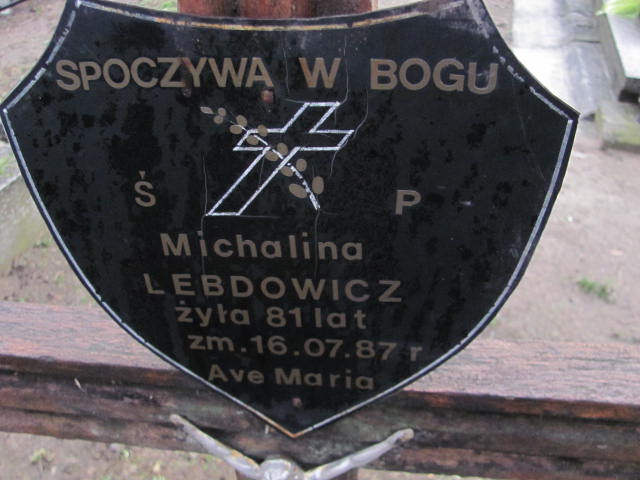 SPOCZYWA W BOGU
Ś P
Michalina
LEBDOWICZ
żyła 81 lat
zm. 16.07.87 r
Ave Maria